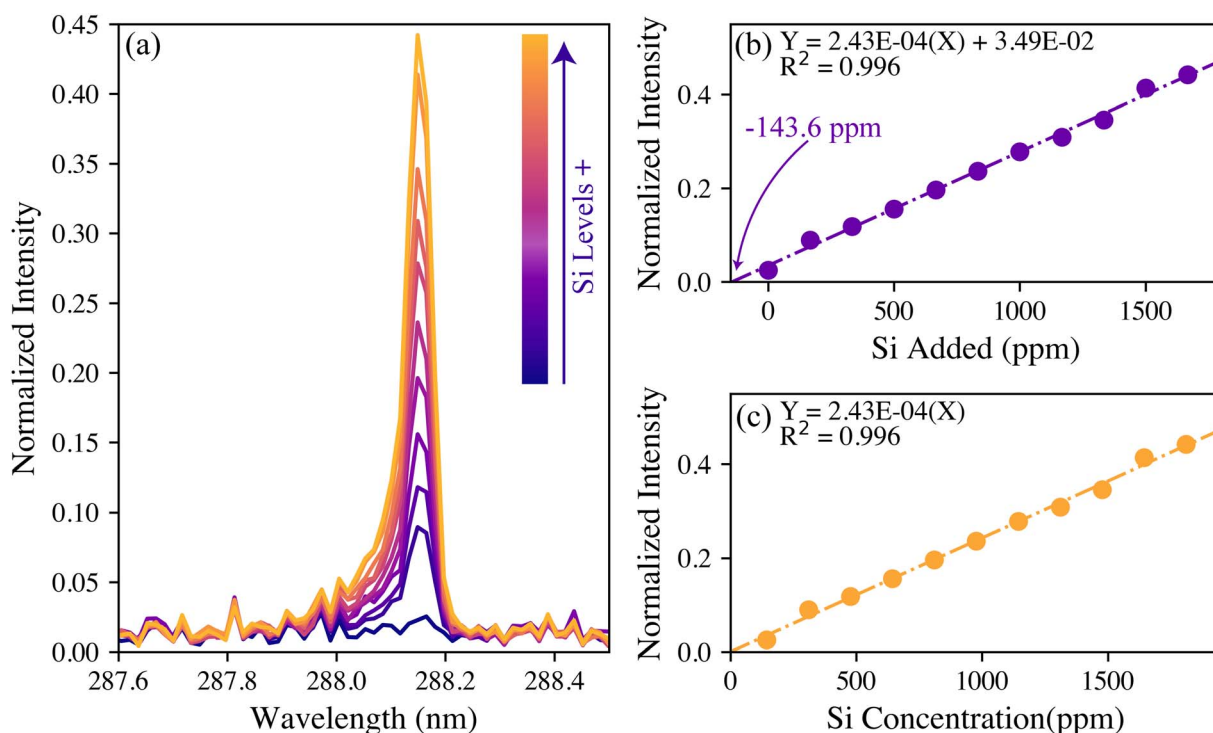 (a)
Normalized Intensity
0.45
0.40
0.35
0.30
0.25
0.20
0.15
0.10
0.05
0.00
287.6 287.8 288.0 288.2 288.4
Wavelength (nm)
Si Levels +
(b)
Y = 2.43E-04(X) + 3.49E-02
R² = 0.996
-143.6 ppm
Normalized Intensity
0.4
0.2
0.0
0 500 1000 1500
Si Added (ppm)
(c)
Y = 2.43E-04(X)
R² = 0.996
Normalized Intensity
0.4
0.2
0.0
0 500 1000 1500
Si Concentration(ppm)